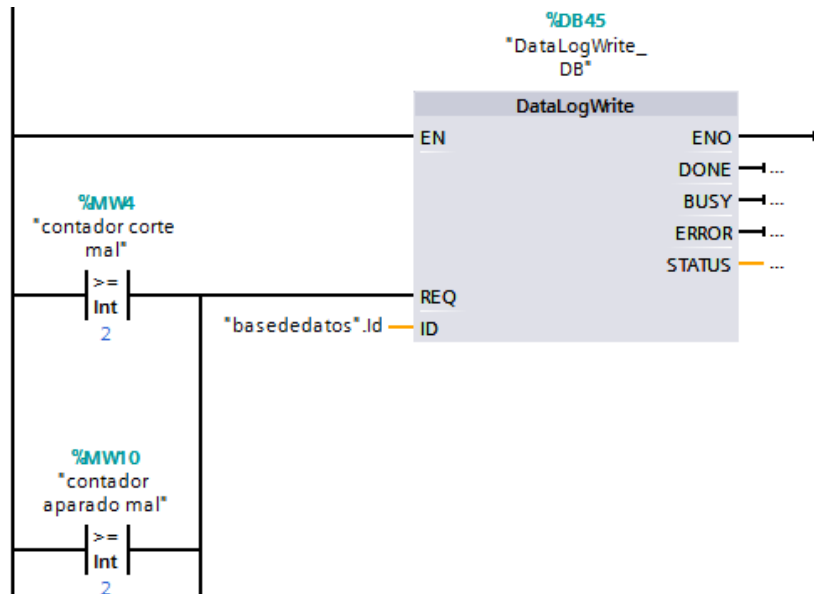 %DB45
"DataLogWrite_
DB"
DataLogWrite
EN
ENO
DONE
...
BUSY
...
ERROR
...
STATUS
...
%MW4
"contador corte
mal"
>=
Int
2
REQ
"basededatos".Id
ID
%MW10
"contador
aparado mal"
>=
Int
2